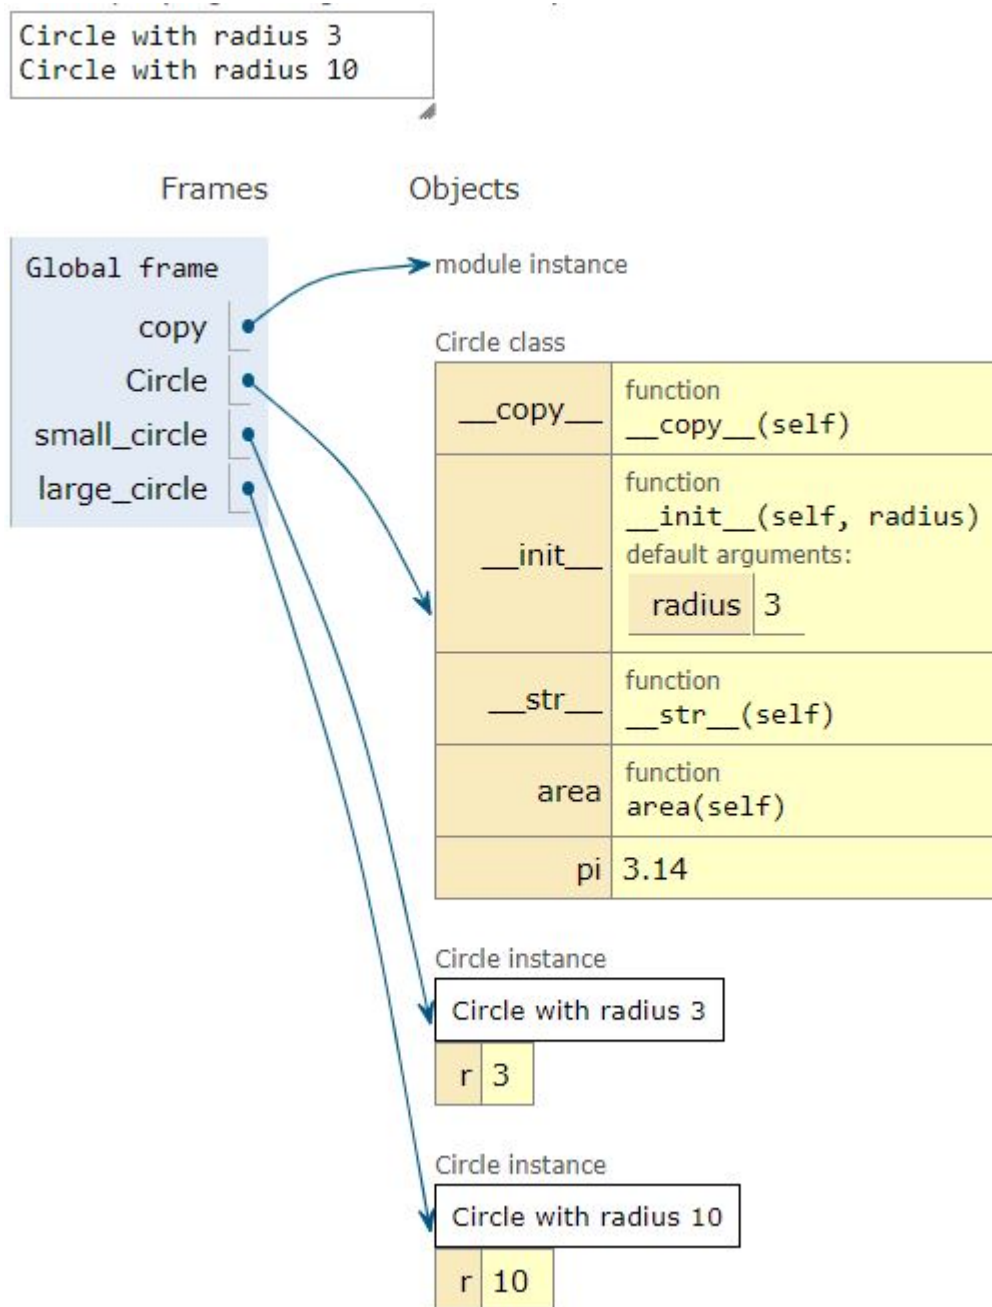 Circle with radius 3
Circle with radius 10
Frames
Objects
Global frame
copy
Circle
small_circle
large_circle
module instance
Circle class
__copy__
function
__copy__(self)
__init__
function
__init__(self, radius)
default arguments:
radius 3
__str__
function
__str__(self)
area
function
area(self)
pi 3.14
Circle instance
Circle with radius 3
r 3
Circle instance
Circle with radius 10
r 10